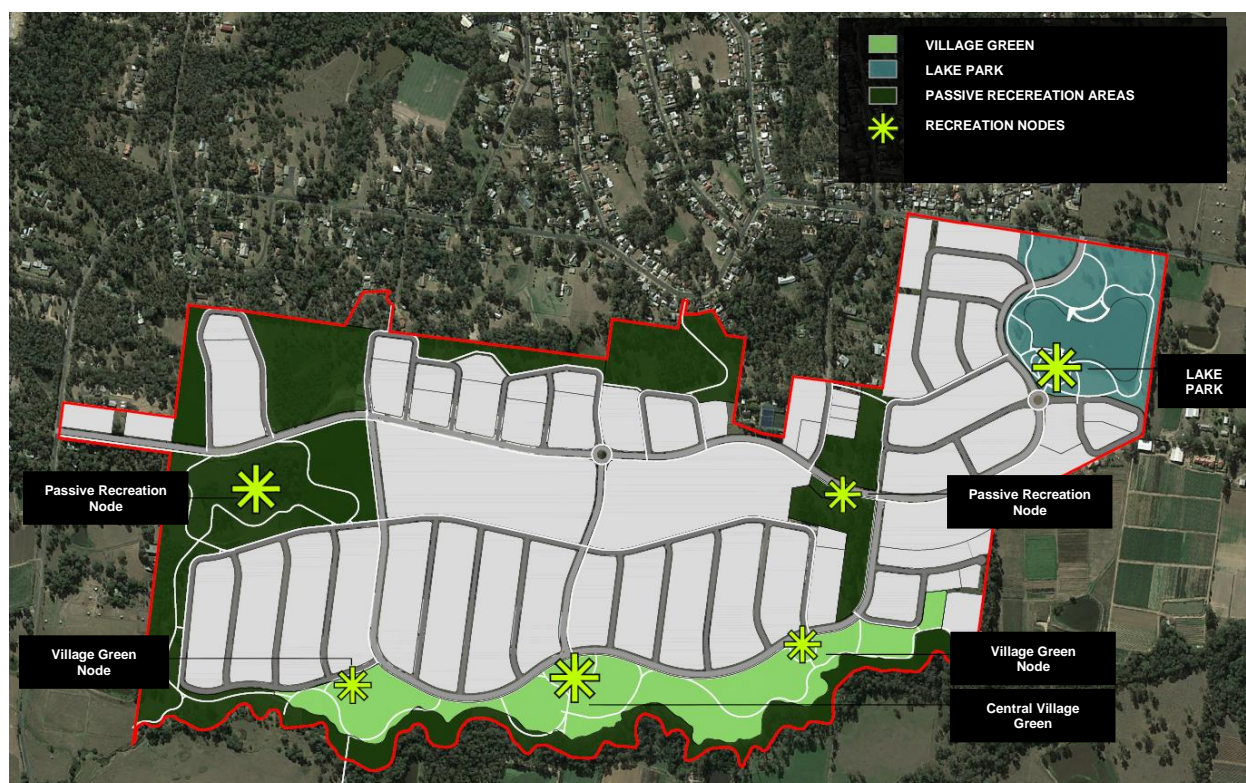 VILLAGE GREEN
LAKE PARK
PASSIVE RECEREATION AREAS
RECREATION NODES
LAKE
PARK
Passive Recreation
Node
Passive Recreation
Node
Village Green
Node
Village Green
Node
Central Village
Green